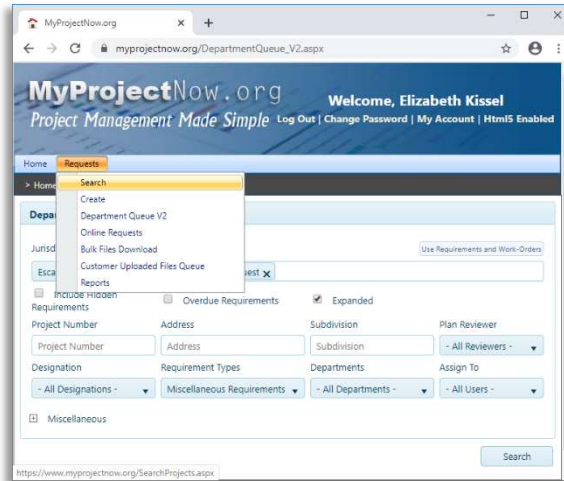 MyProjectNow.org
myprojectnow.org/DepartmentQueue_V2.aspx
MyProjectNow.org
Project Management Made Simple
Welcome, Elizabeth Kissel
Log Out | Change Password | My Account | Html5 Enabled
Home Requests
> Home
Search
Create
Department Queue V2
Online Requests
Bulk Files Download
Customer Uploaded Files Queue
Reports
Depa
Jurisd
Use Requirements and Work-Orders
Esca
uest x
Include Hidden Requirements
Overdue Requirements
Expanded
Project Number Address Subdivision Plan Reviewer
Project Number Address Subdivision - All Reviewers -
Designation Requirement Types Departments Assign To
- All Designations - Miscellaneous Requirements - All Departments - - All Users -
Miscellaneous
Search
https://www.myprojectnow.org/SearchProjects.aspx